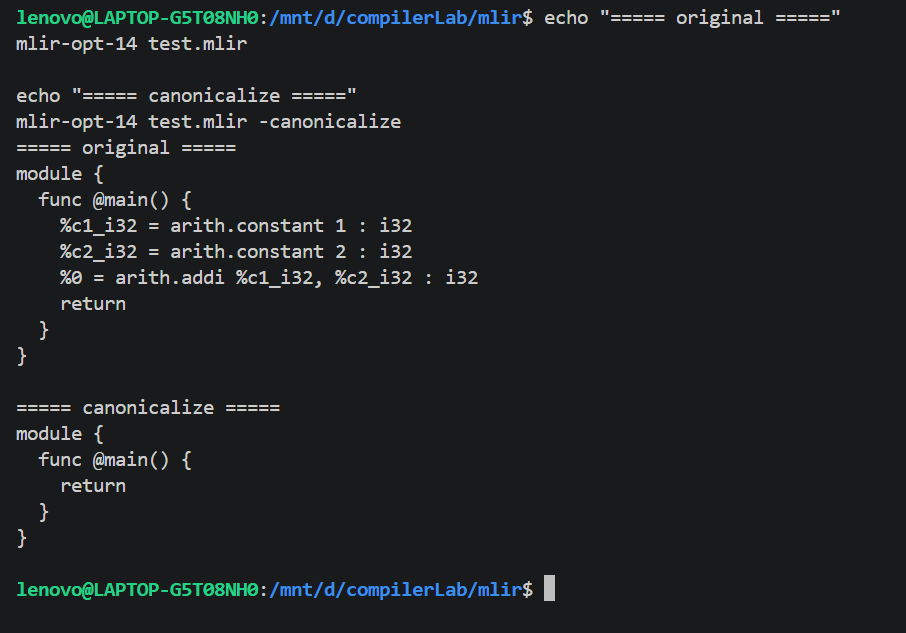 lenovo@LAPTOP-G5T08NH0:/mnt/d/compilerLab/mlir$ echo "===== original ====="
mlir-opt-14 test.mlir
echo "===== canonicalize ====="
mlir-opt-14 test.mlir -canonicalize
===== original =====
module {
  func @main() {
    %c1_i32 = arith.constant 1 : i32
    %c2_i32 = arith.constant 2 : i32
    %0 = arith.addi %c1_i32, %c2_i32 : i32
    return
  }
}
===== canonicalize =====
module {
  func @main() {
    return
  }
}
lenovo@LAPTOP-G5T08NH0:/mnt/d/compilerLab/mlir$